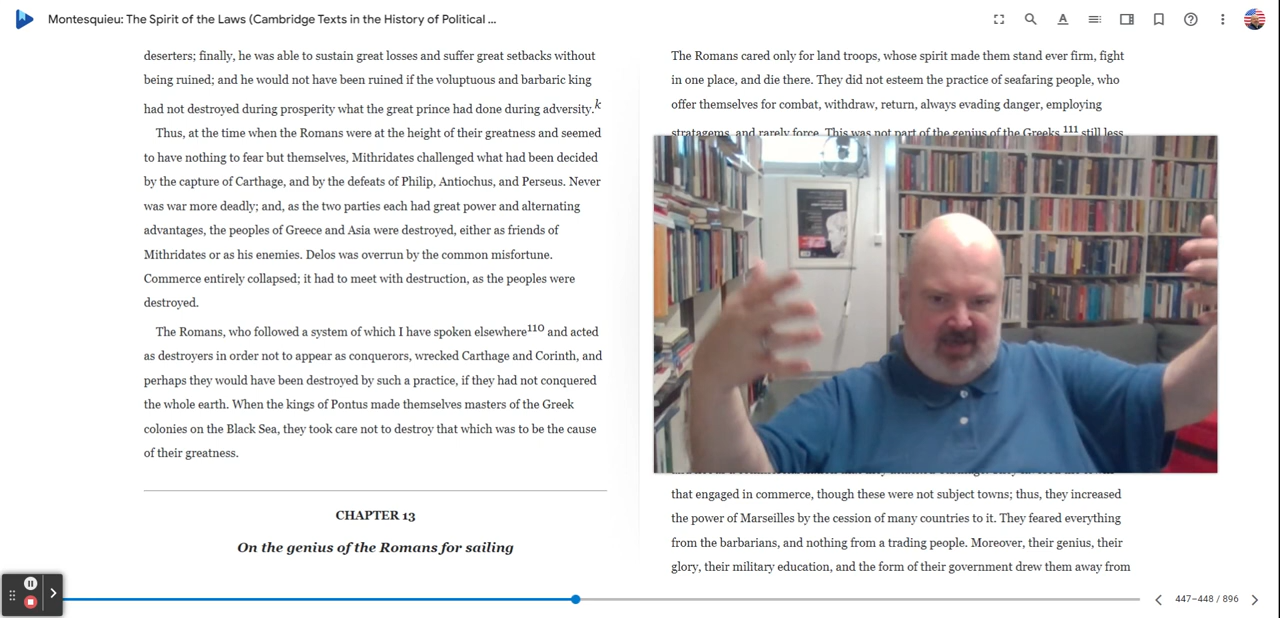 Montesquieu: The Spirit of the Laws (Cambridge Texts in the History of Political ...
deserters; finally, he was able to sustain great losses and suffer great setbacks without
being ruined; and he would not have been ruined if the voluptuous and barbaric king
had not destroyed during prosperity what the great prince had done during adversity.k
Thus, at the time when the Romans were at the height of their greatness and seemed
to have nothing to fear but themselves, Mithridates challenged what had been decided
by the capture of Carthage, and by the defeats of Philip, Antiochus, and Perseus. Never
was war more deadly; and, as the two parties each had great power and alternating
advantages, the peoples of Greece and Asia were destroyed, either as friends of
Mithridates or as his enemies. Delos was overrun by the common misfortune.
Commerce entirely collapsed; it had to meet with destruction, as the peoples were
destroyed.
The Romans, who followed a system of which I have spoken elsewhere110 and acted
as destroyers in order not to appear as conquerors, wrecked Carthage and Corinth, and
perhaps they would have been destroyed by such a practice, if they had not conquered
the whole earth. When the kings of Pontus made themselves masters of the Greek
colonies on the Black Sea, they took care not to destroy that which was to be the cause
of their greatness.
CHAPTER 13
On the genius of the Romans for sailing
The Romans cared only for land troops, whose spirit made them stand ever firm, fight
in one place, and die there. They did not esteem the practice of seafaring people, who
offer themselves for combat, withdraw, return, always evading danger, employing
stratagems, and rarely force. This was not part of the genius of the Greeks,111 still less
that engaged in commerce, though these were not subject towns; thus, they increased
the power of Marseilles by the cession of many countries to it. They feared everything
from the barbarians, and nothing from a trading people. Moreover, their genius, their
glory, their military education, and the form of their government drew them away from
447–448 / 896